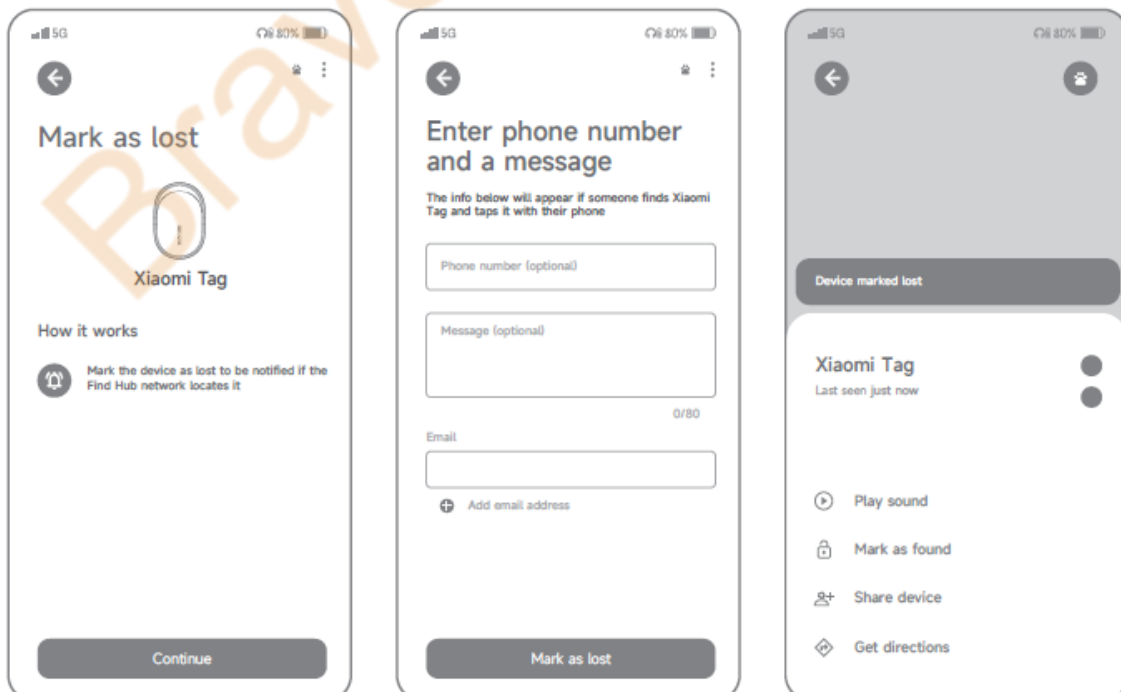 5G
80%
Mark as lost
Xiaomi Tag
How it works
Mark the device as lost to be notified if the
Find Hub network locates it
Continue
5G
80%
Enter phone number
and a message
The info below will appear if someone finds Xiaomi
Tag and taps it with their phone
Phone number (optional)
Message (optional)
0/80
Email
Add email address
Mark as lost
5G
80%
Device marked lost
Xiaomi Tag
Last seen just now
Play sound
Mark as found
Share device
Get directions
Brav